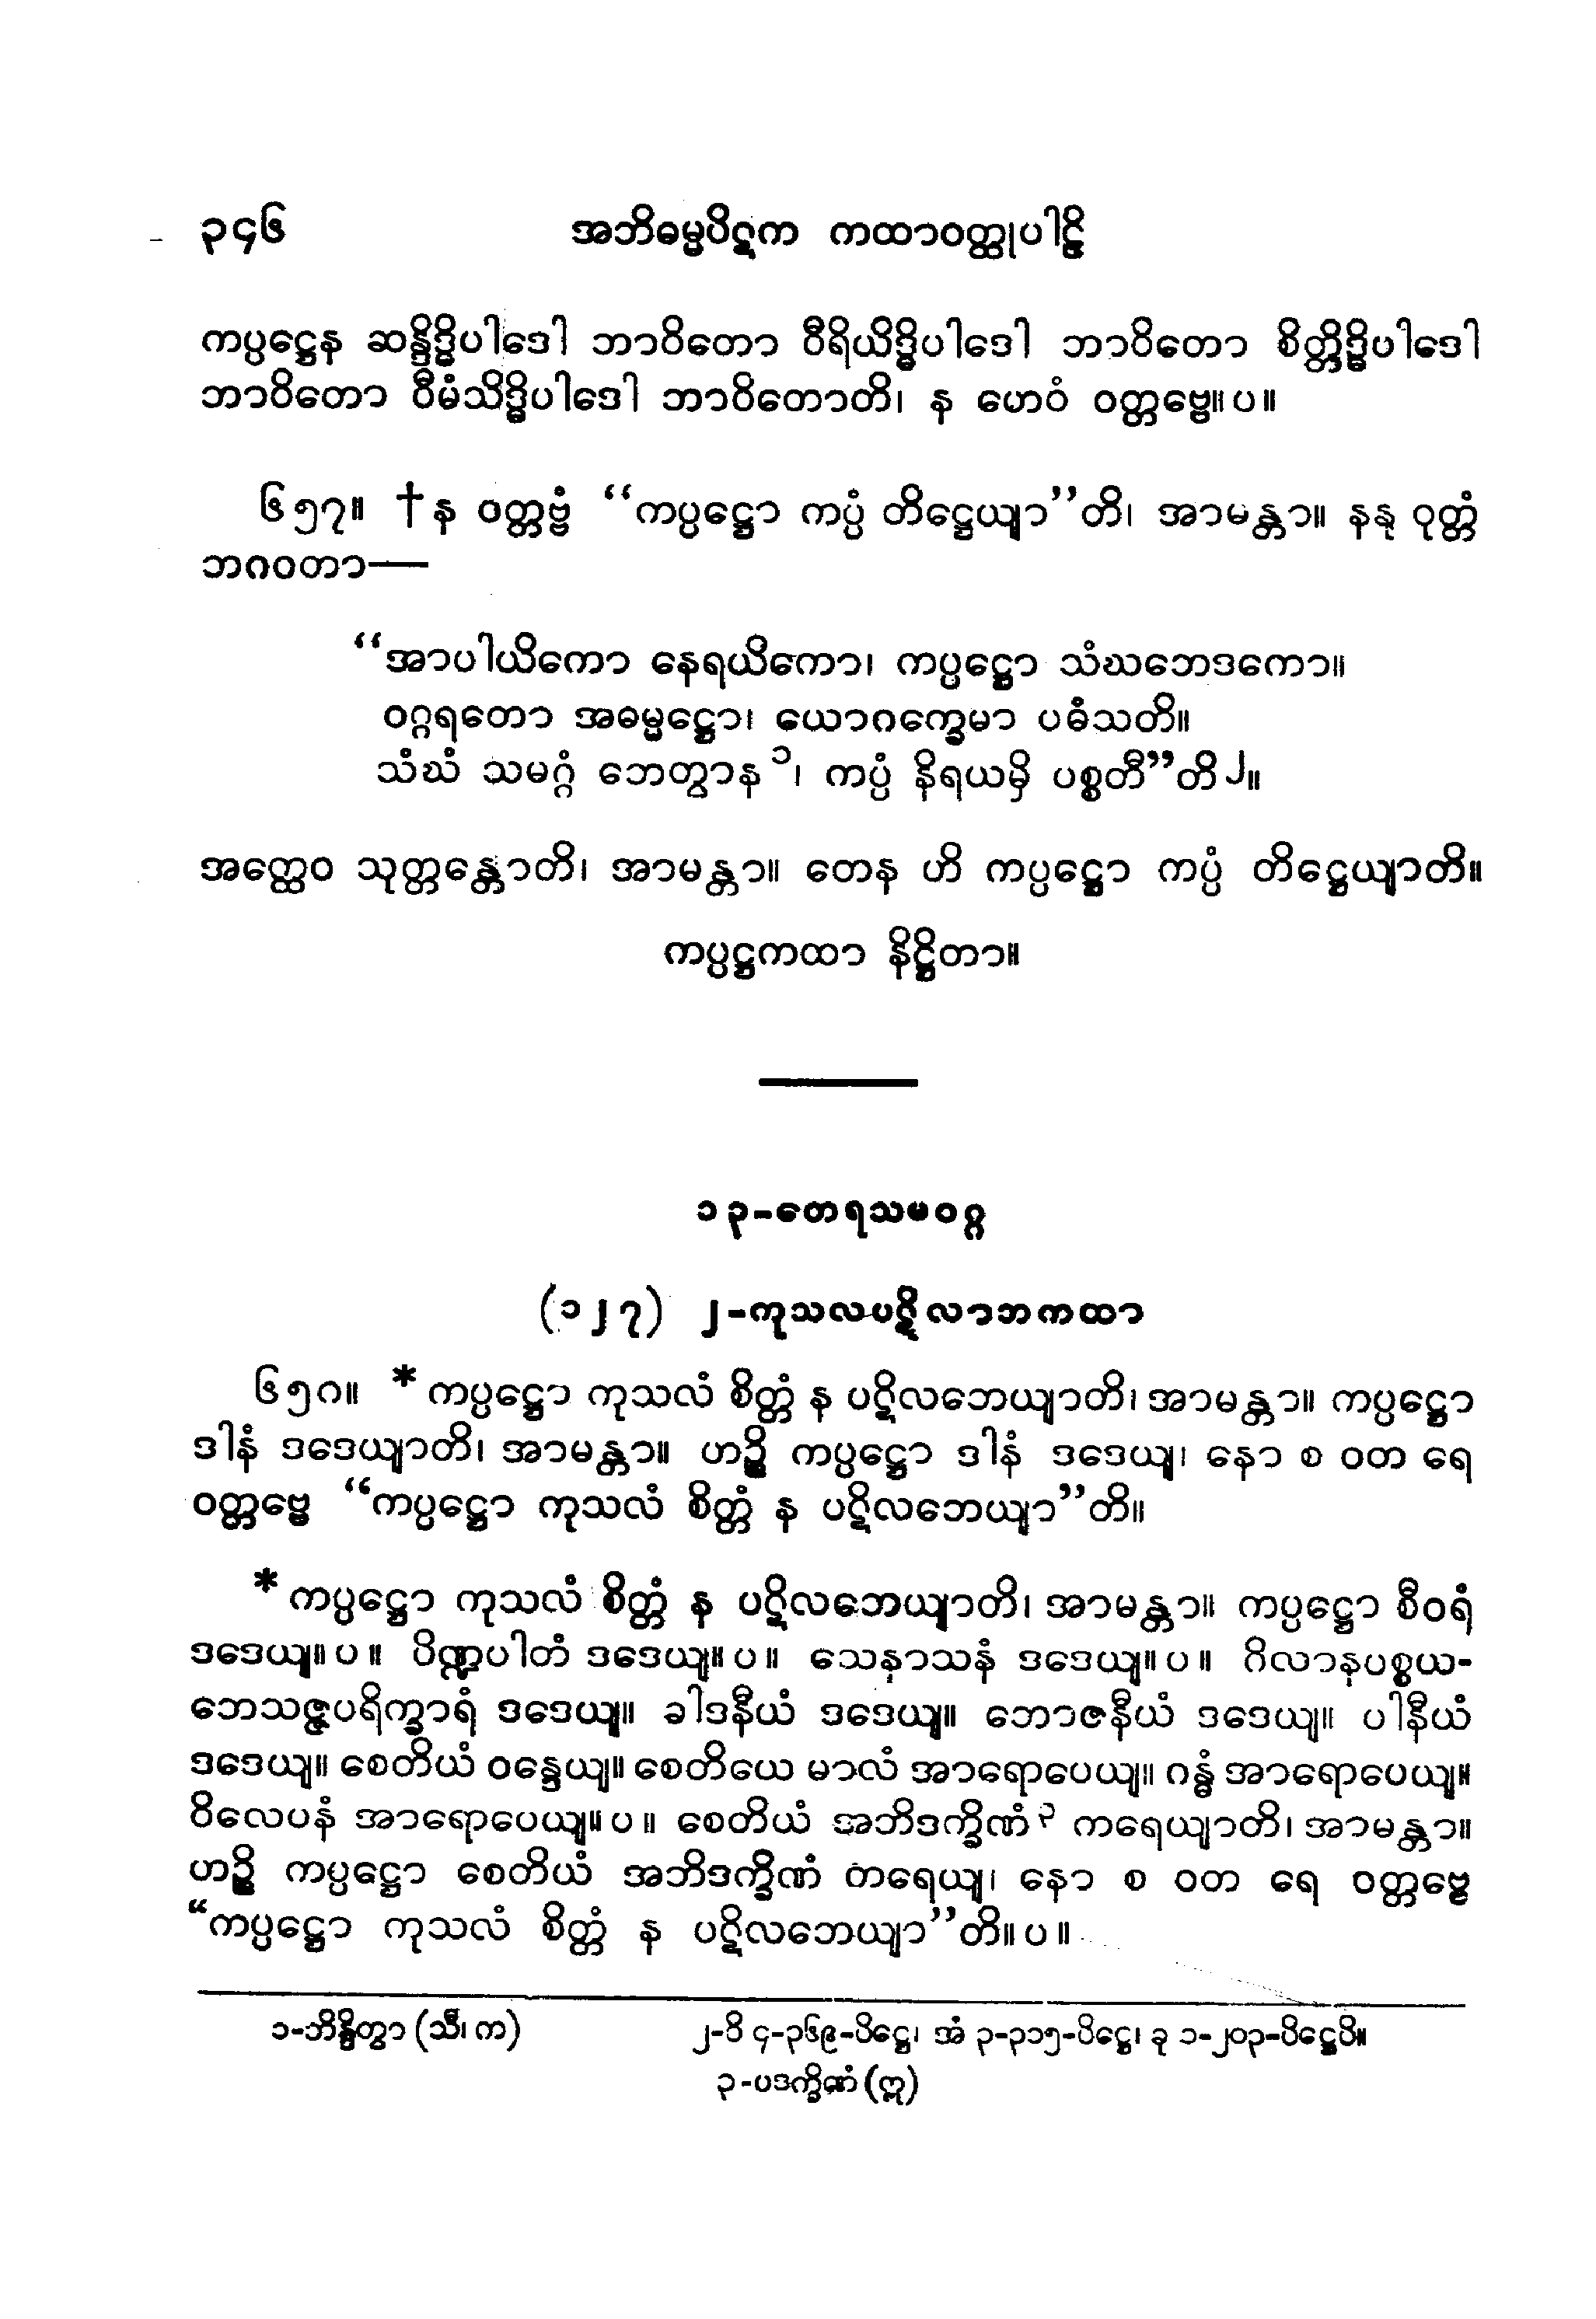 ၃၄၆ အဘိဓမ္မပိဋက ကထာဝတ္ထုပါဠိ
ကပ္ပဋ္ဌေန ဆန္ဒိဒ္ဓိပါဒေါ ဘာဝိတော ဝီရိယိဒ္ဓိပါဒေါ ဘာဝိတော စိတ္တိဒ္ဓိပါဒေါ
ဘာဝိတော ဝီမံသိဒ္ဓိပါဒေါ ဘာဝိတောတိ၊ န ဟေဝံ ဝတ္တဗ္ဗေ။ ပ။
၆၅၇။ †န ဝတ္တဗ္ဗံ “ကပ္ပဋ္ဌော ကပ္ပံ တိဋ္ဌေယျာ”တိ၊ အာမန္တာ။ နနု ဝုတ္တံ
ဘဂဝတာ—
“အာပါယိကော နေရယိကော၊ ကပ္ပဋ္ဌော သံဃဘေဒကော။
ဝဂ္ဂရတော အဓမ္မဋ္ဌော၊ ယောဂက္ခေမာ ပဓံသတိ။
သံဃံ သမဂ္ဂံ ဘေတွာန၁၊ ကပ္ပံ နိရယမှိ ပစ္စတီ”တိ၂။
အတ္ထေဝ သုတ္တန္တောတိ၊ အာမန္တာ။ တေန ဟိ ကပ္ပဋ္ဌော ကပ္ပံ တိဋ္ဌေယျာတိ။
ကပ္ပဋ္ဌကထာ နိဋ္ဌိတာ။
၁၃-တေရသမဝဂ္ဂ
(၁၂၇) ၂-ကုသလပဋိလာဘကထာ
၆၅၈။ *ကပ္ပဋ္ဌော ကုသလံ စိတ္တံ န ပဋိလဘေယျာတိ၊ အာမန္တာ။ ကပ္ပဋ္ဌော
ဒါနံ ဒဒေယျာတိ၊ အာမန္တာ။ ဟဉ္စိ ကပ္ပဋ္ဌော ဒါနံ ဒဒေယျ၊ နော စ ဝတ ရေ
ဝတ္တဗ္ဗေ “ကပ္ပဋ္ဌော ကုသလံ စိတ္တံ န ပဋိလဘေယျာ”တိ။
*ကပ္ပဋ္ဌော ကုသလံ စိတ္တံ န ပဋိလဘေယျာတိ၊ အာမန္တာ။ ကပ္ပဋ္ဌော စီဝရံ
ဒဒေယျ။ ပ။ ပိဏ္ဍပါတံ ဒဒေယျ။ ပ။ သေနာသနံ ဒဒေယျ။ ပ။ ဂိလာနပစ္စယ-
ဘေသဇ္ဇပရိက္ခာရံ ဒဒေယျ။ ခါဒနီယံ ဒဒေယျ။ ဘောဇနီယံ ဒဒေယျ။ ပါနီယံ
ဒဒေယျ။ စေတိယံ ဝန္ဒေယျ။ စေတိယေ မာလံ အာရောပေယျ။ ဂန္ဓံ အာရောပေယျ။
ဝိလေပနံ အာရောပေယျ။ ပ။ စေတိယံ အဘိဒက္ခိဏံ၃ ကရေယျာတိ၊ အာမန္တာ။
ဟဉ္စိ ကပ္ပဋ္ဌော စေတိယံ အဘိဒက္ခိဏံ ကရေယျ၊ နော စ ဝတ ရေ ဝတ္တဗ္ဗေ
“ကပ္ပဋ္ဌော ကုသလံ စိတ္တံ န ပဋိလဘေယျာ”တိ။ ပ။
၁-ဘိန္ဒိတွာ (သီ၊ က) ၂-ဝိ ၄-၃၆၉-ပိဋ္ဌေ၊ အံ ၃-၃၁၅-ပိဋ္ဌေ၊ ခု ၁-၂၀၃-ပိဋ္ဌေပိ။
၃-ပဒက္ခိဏံ (ဣ)